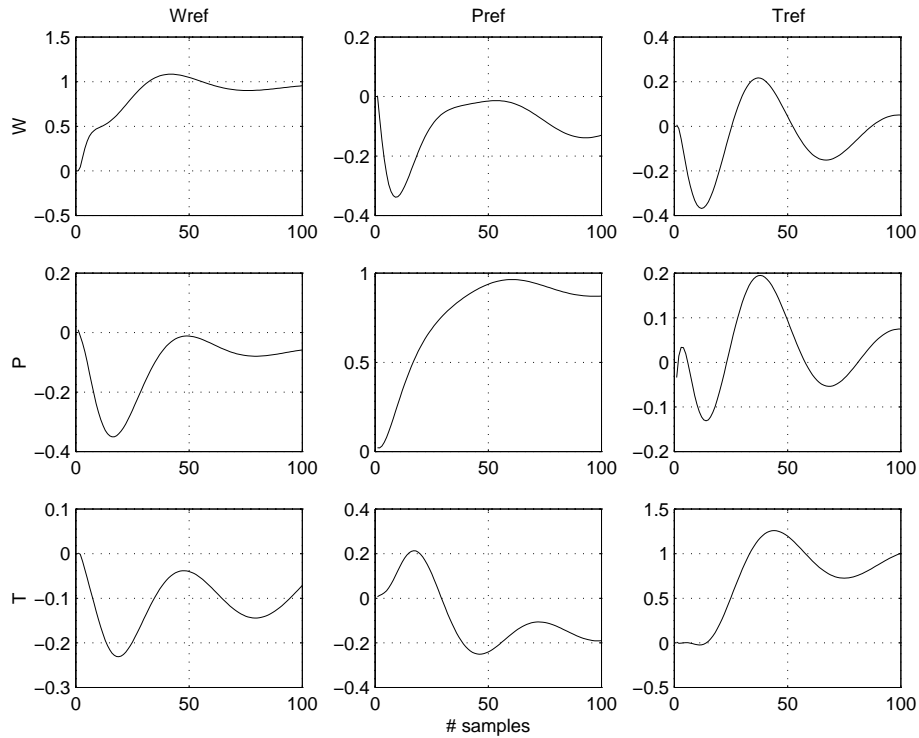 Wref Pref Tref
1.5 0.2 0.4
1 0 0.2
W 0.5 −0.2 0
0 −0.2
−0.5 −0.4 −0.4
0 50 100 0 50 100 0 50 100
0.2 1 0.2
0 0.1
P −0.2 0.5 0
−0.1
−0.4 0 −0.2
0 50 100 0 50 100 0 50 100
0.1 0.4 1.5
0 0.2 1
T −0.1 0 0.5
−0.2 −0.2 0
−0.3 −0.4 −0.5
0 50 100 0 50 100 0 50 100
# samples